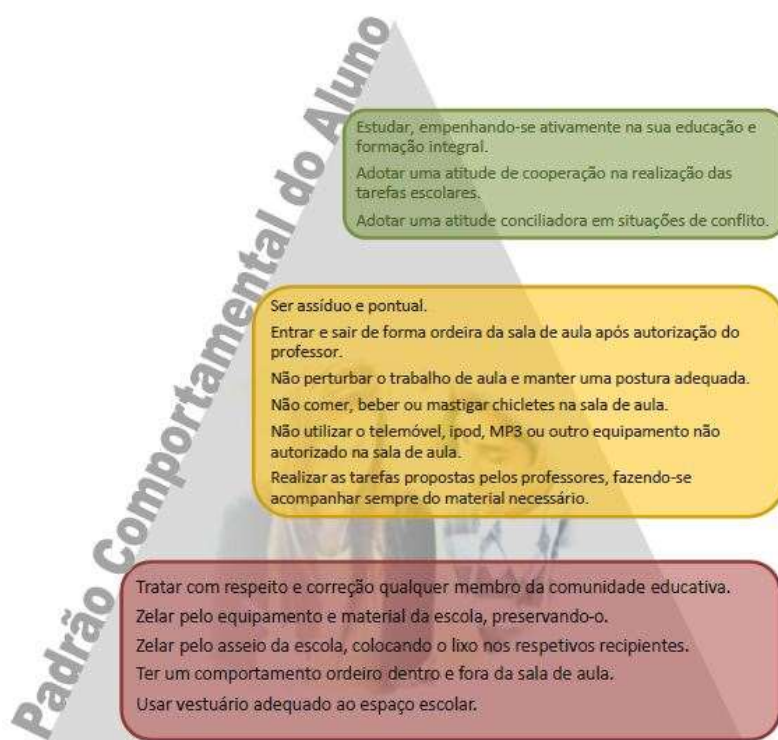 Padrão Comportamental do Aluno
Estudar, empenhando-se ativamente na sua educação e
formação integral.
Adotar uma atitude de cooperação na realização das
tarefas escolares.
Adotar uma atitude conciliadora em situações de conflito.
Ser assíduo e pontual.
Entrar e sair de forma ordeira da sala de aula após autorização do
professor.
Não perturbar o trabalho de aula e manter uma postura adequada.
Não comer, beber ou mastigar chicletes na sala de aula.
Não utilizar o telemóvel, ipod, MP3 ou outro equipamento não
autorizado na sala de aula.
Realizar as tarefas propostas pelos professores, fazendo-se
acompanhar sempre do material necessário.
Tratar com respeito e correção qualquer membro da comunidade educativa.
Zelar pelo equipamento e material da escola, preservando-o.
Zelar pelo asseio da escola, colocando o lixo nos respetivos recipientes.
Ter um comportamento ordeiro dentro e fora da sala de aula.
Usar vestuário adequado ao espaço escolar.